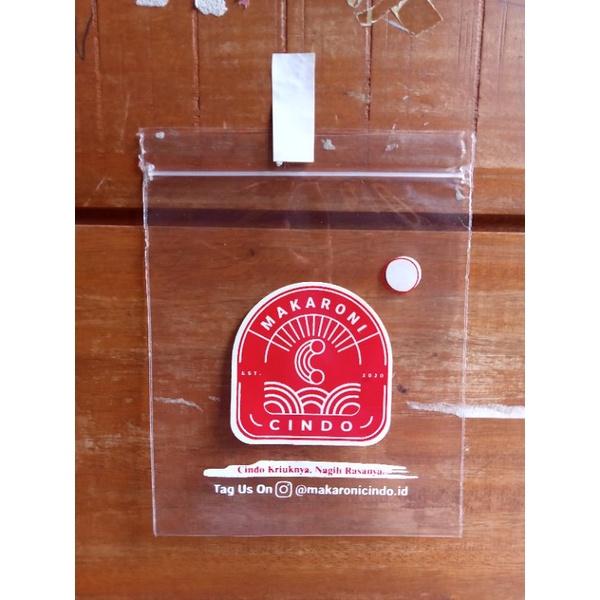 MAKARONI
EST. 2020
CINDO
Cindo Kriuknya, Nagih Rasanya.
Tag Us On @makaronicindo.id